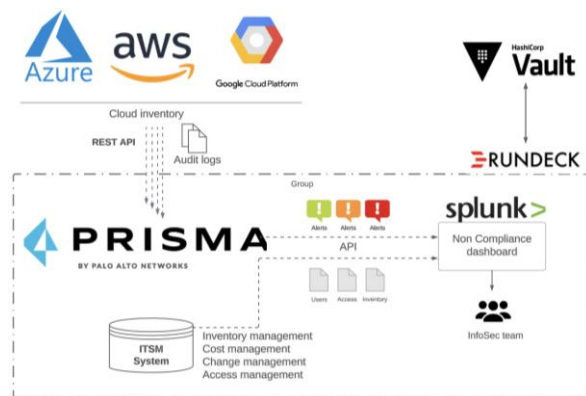 Azure
aws
Google Cloud Platform
HashiCorp
Vault
Cloud inventory
REST API
Audit logs
RUNDECK
Group
Alerts
Alerts
Alerts
splunk>
PRISMA
BY PALO ALTO NETWORKS
API
Non Compliance
dashboard
Users
Access
Inventory
InfoSec team
ITSM
System
Inventory management
Cost management
Change management
Access management